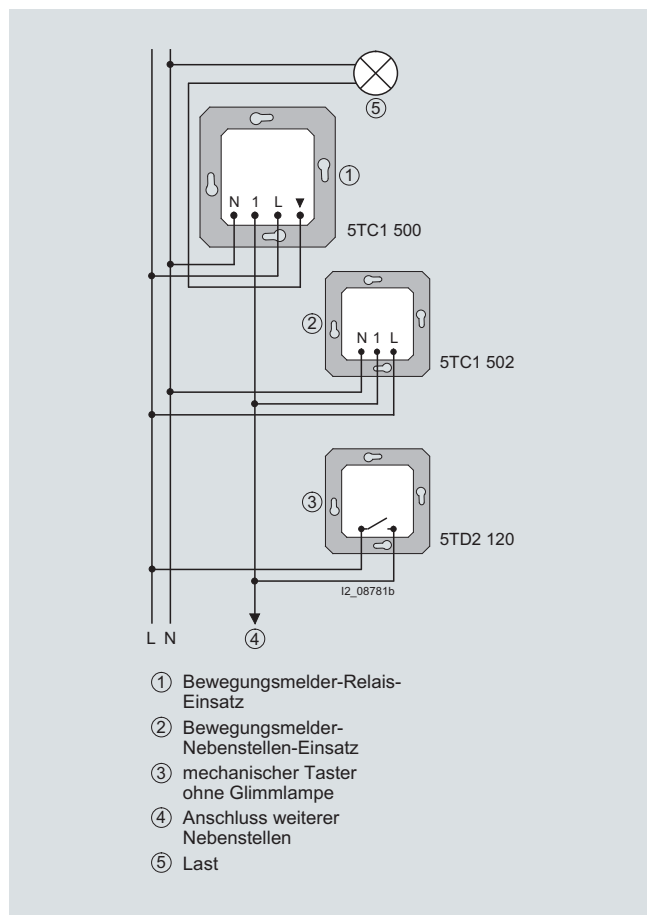 ⑤
N 1 L ▼
①
5TC1 500
②
N 1 L
5TC1 502
③
5TD2 120
I2_08781b
L N
④
① Bewegungsmelder-Relais-
Einsatz
② Bewegungsmelder-
Nebenstellen-Einsatz
③ mechanischer Taster
ohne Glimmlampe
④ Anschluss weiterer
Nebenstellen
⑤ Last